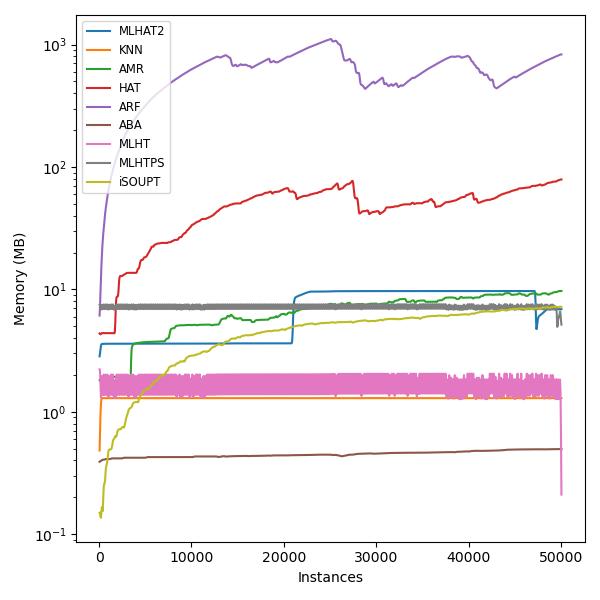 MLHAT2
KNN
AMR
HAT
ARF
ABA
MLHT
MLHTPS
iSOUPT
10³
10²
10¹
10⁰
10⁻¹
Memory (MB)
0 10000 20000 30000 40000 50000
Instances